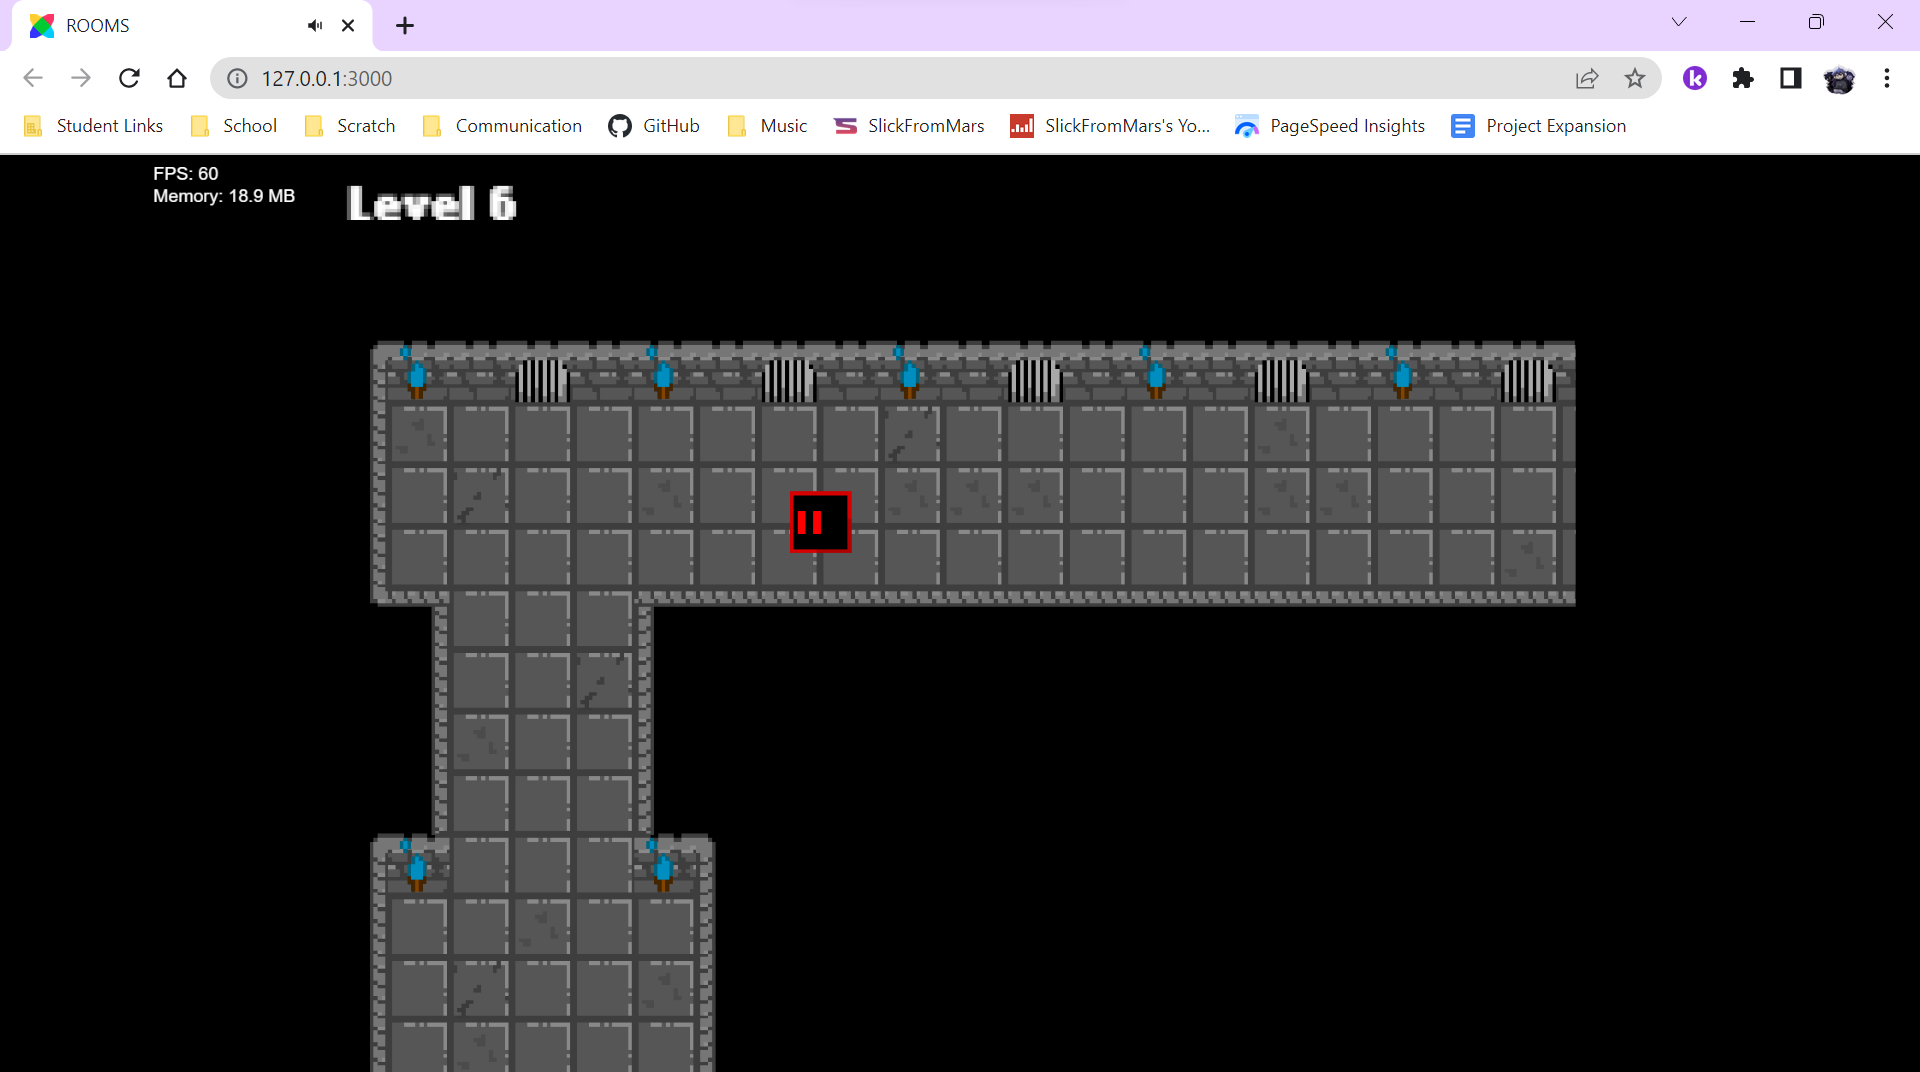 ROOMS
127.0.0.1:3000
Student Links
School
Scratch
Communication
GitHub
Music
SlickFromMars
SlickFromMars's Yo...
PageSpeed Insights
Project Expansion
FPS: 60
Memory: 18.9 MB
Level 6